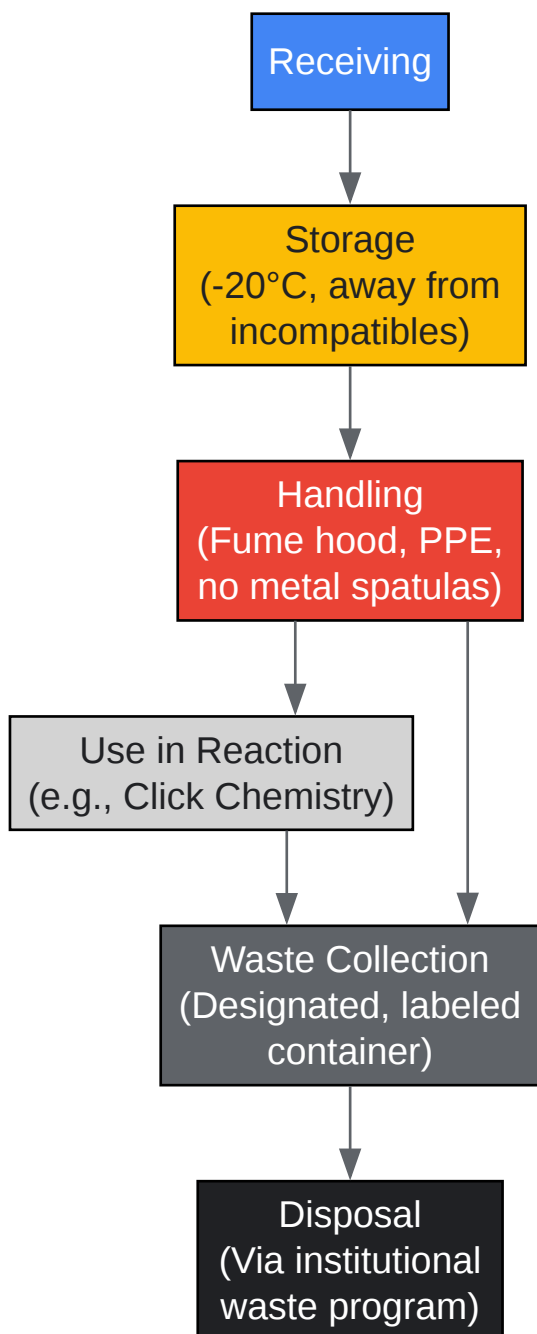 Receiving
Storage
(-20°C, away from
incompatibles)
Handling
(Fume hood, PPE,
no metal spatulas)
Use in Reaction
(e.g., Click Chemistry)
Waste Collection
(Designated, labeled
container)
Disposal
(Via institutional
waste program)